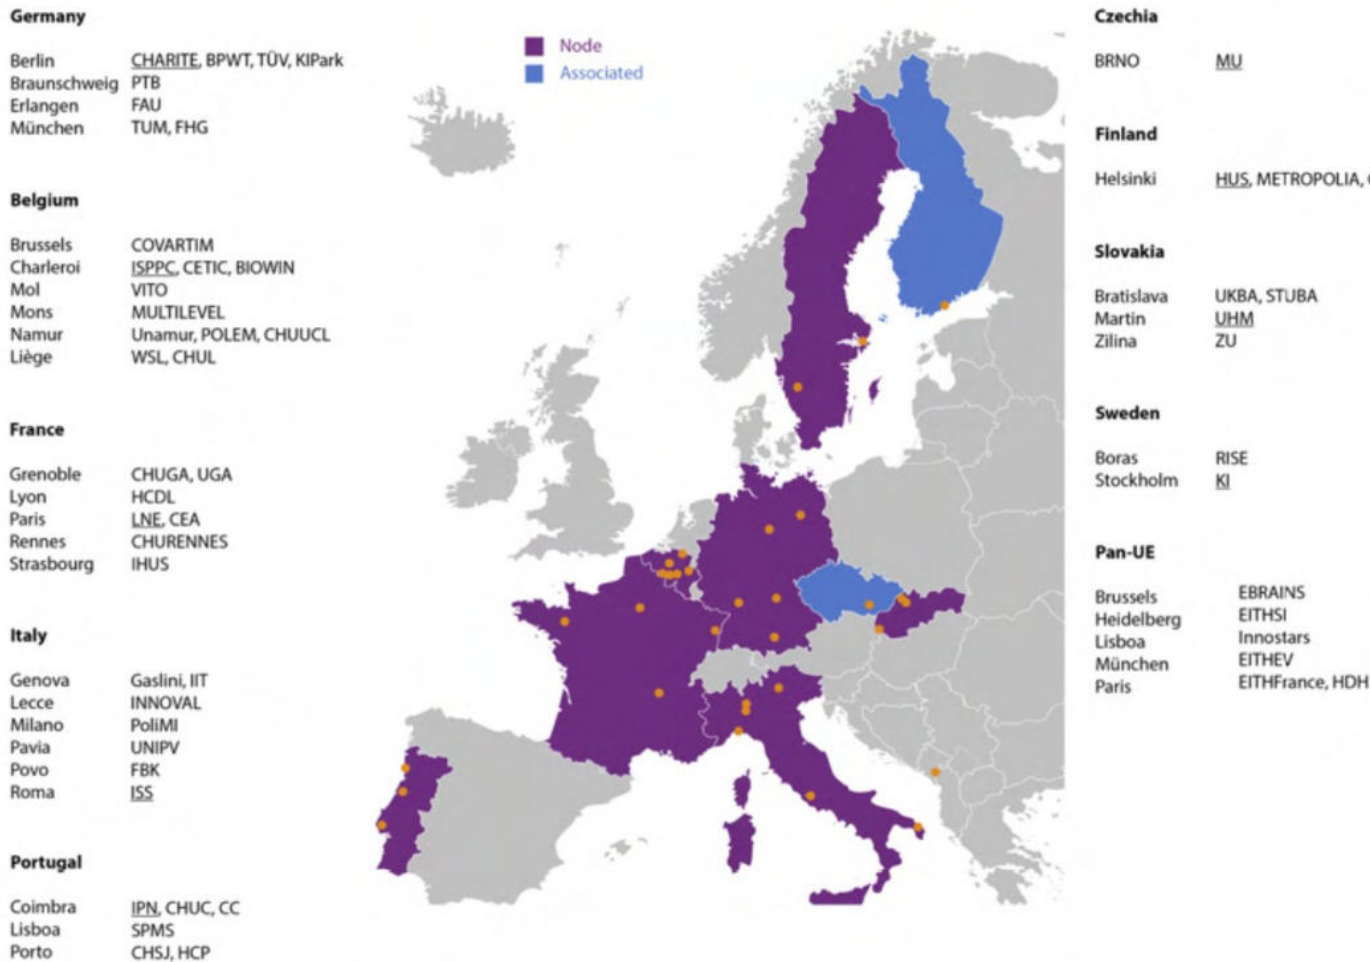 Germany
Berlin CHARITE, BPWT, TÜV, KIPark
Braunschweig PTB
Erlangen FAU
München TUM, FHG
Belgium
Brussels COVARTIM
Charleroi ISPPC, CETIC, BIOWIN
Mol VITO
Mons MULTILEVEL
Namur Unamur, POLEM, CHUUCL
Liège WSL, CHUL
France
Grenoble CHUGA, UGA
Lyon HCDL
Paris LNE, CEA
Rennes CHURENNES
Strasbourg IHUS
Italy
Genova Gaslini, IIT
Lecce INNOVAL
Milano PoliMI
Pavia UNIPV
Povo FBK
Roma ISS
Portugal
Coimbra IPN, CHUC, CC
Lisboa SPMS
Porto CHSJ, HCP
Node
Associated
Czechia
BRNO MU
Finland
Helsinki HUS, METROPOLIA,
Slovakia
Bratislava UKBA, STUBA
Martin UHM
Zilina ZU
Sweden
Boras RISE
Stockholm KI
Pan-UE
Brussels EBRAINS
Heidelberg EITHSI
Lisboa Innostars
München EITHEV
Paris EITHFrance, HDH